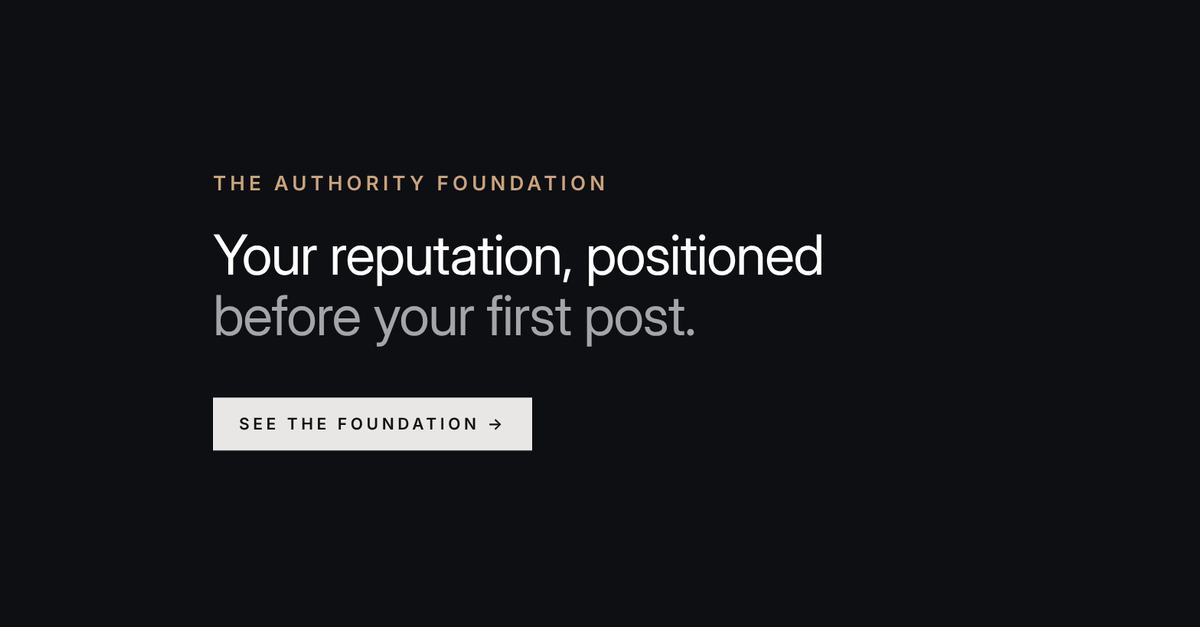 THE AUTHORITY FOUNDATION
Your reputation, positioned
before your first post.
SEE THE FOUNDATION →